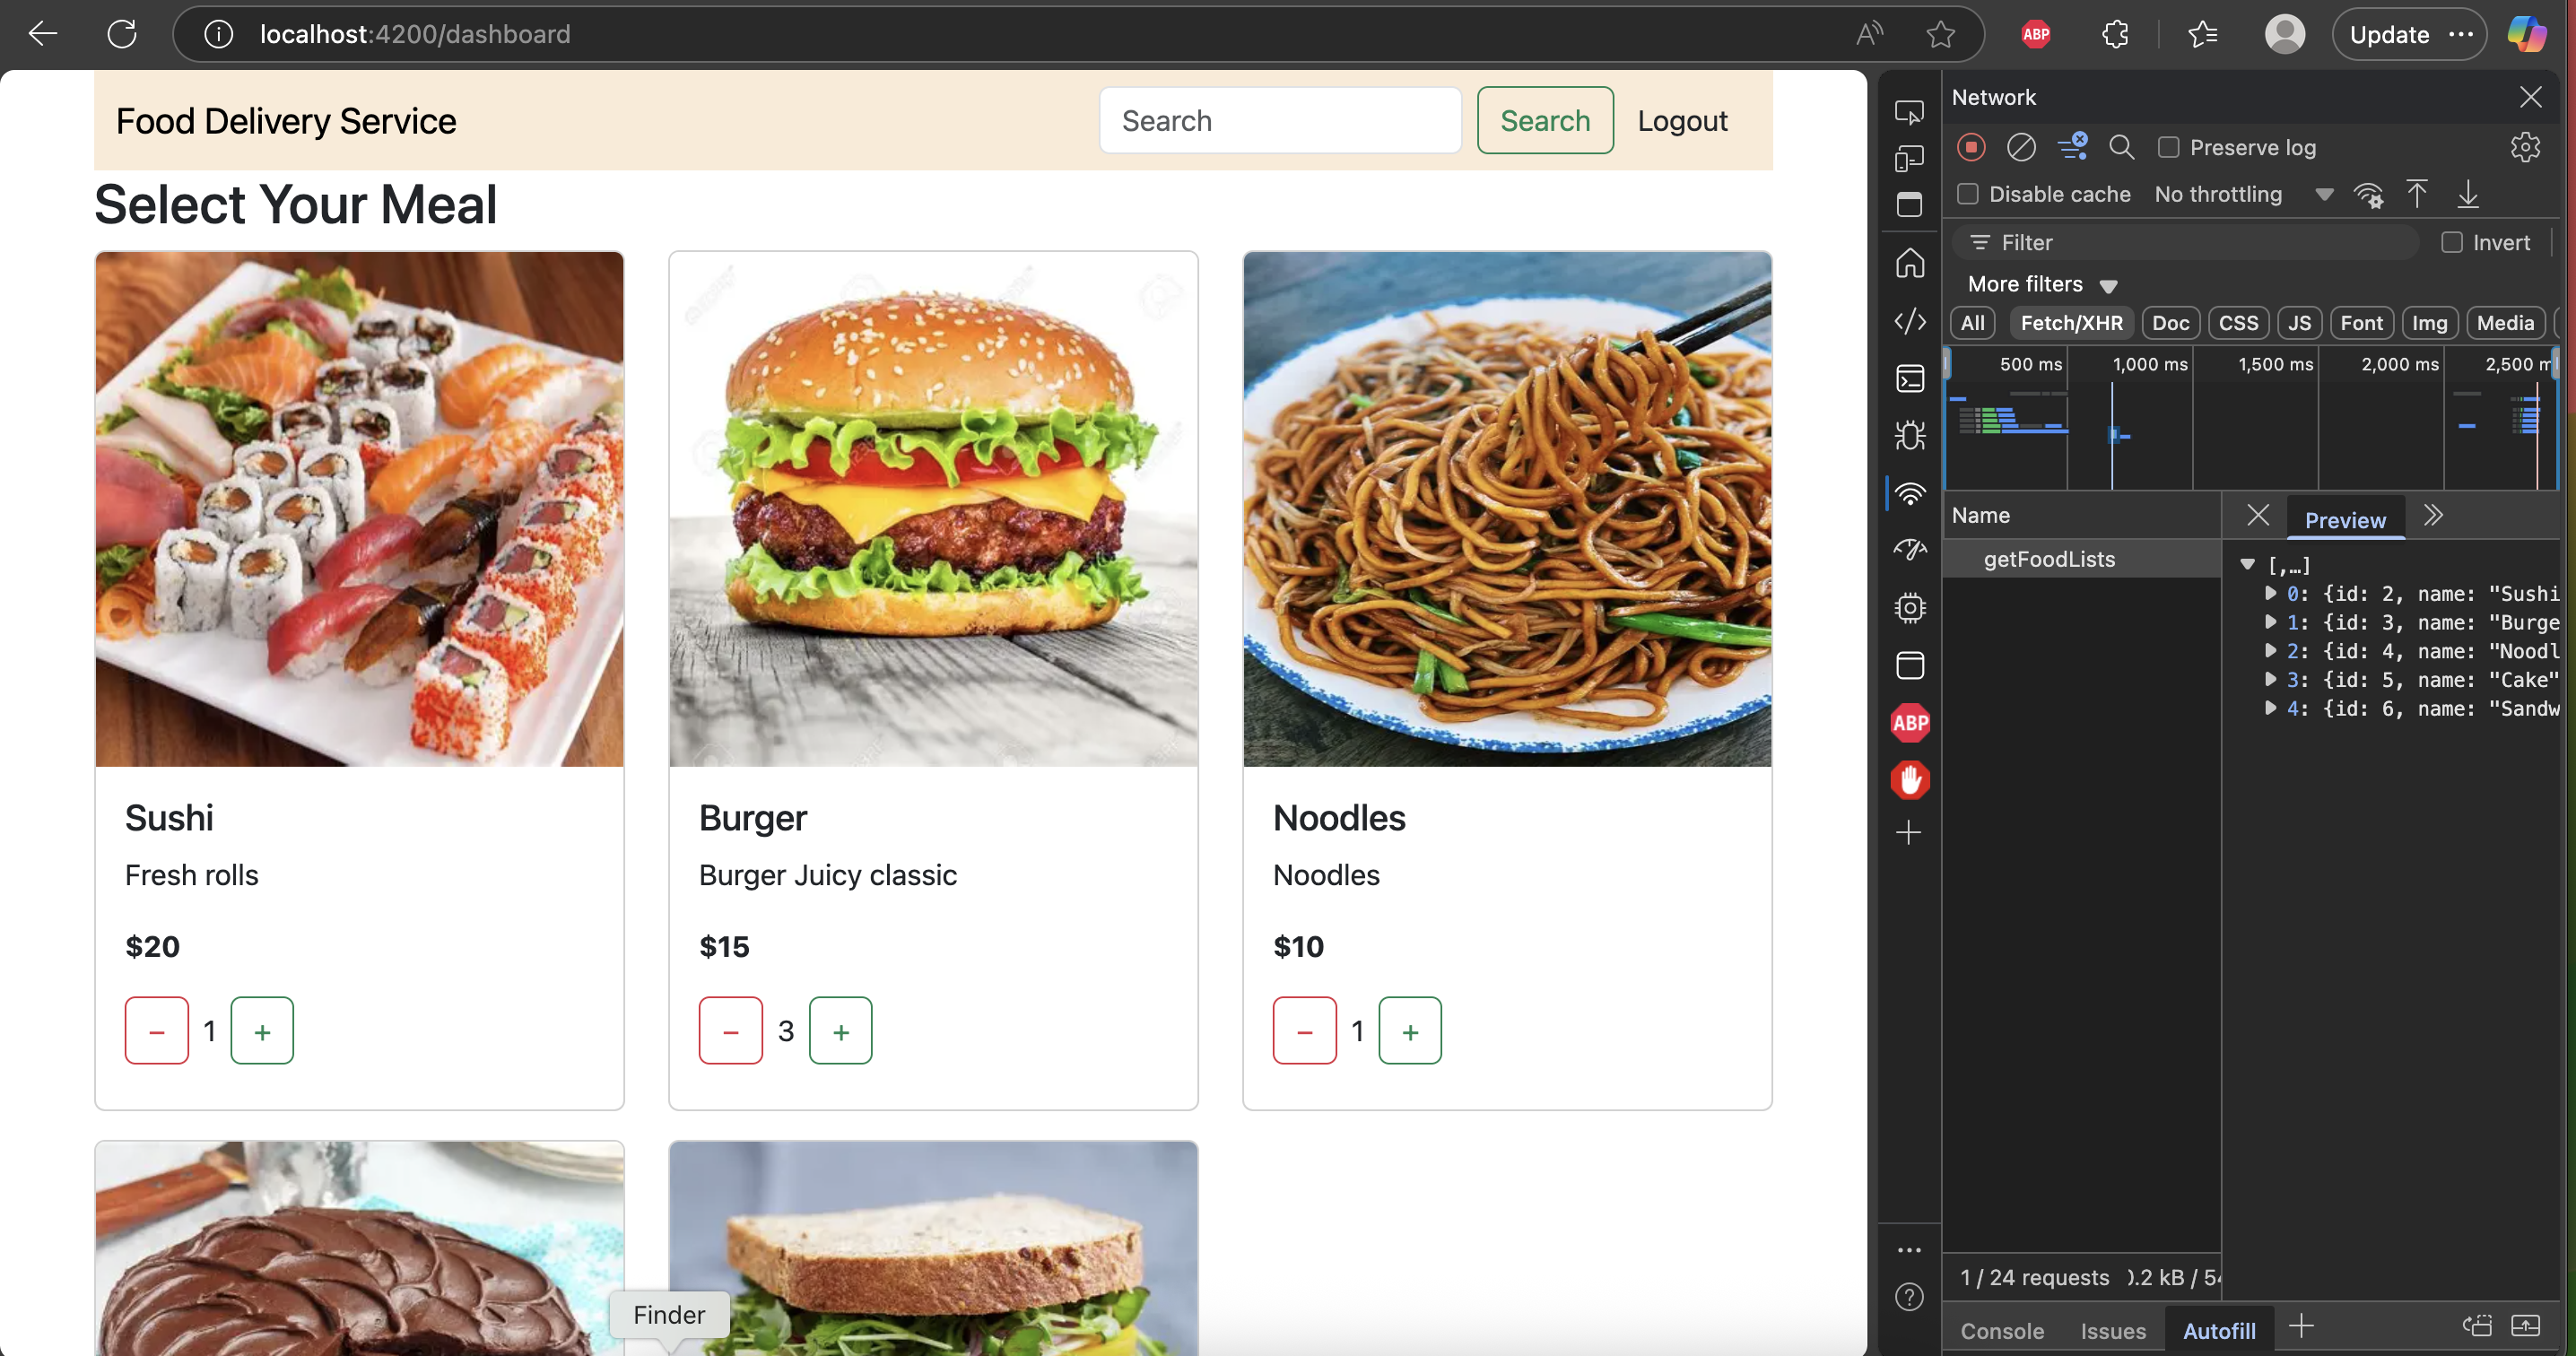 localhost:4200/dashboard
ABP
Update
Food Delivery Service
Search
Search
Logout
Select Your Meal
Sushi
Fresh rolls
$20
− 1 +
Burger
Burger Juicy classic
$15
− 3 +
Noodles
Noodles
$10
− 1 +
Finder
ABP
Network
Preserve log
Disable cache
No throttling
Filter
Invert
More filters
All
Fetch/XHR
Doc
CSS
JS
Font
Img
Media
500 ms
1,000 ms
1,500 ms
2,000 ms
2,500 m
Name
Preview
getFoodLists
[,…]
0: {id: 2, name: "Sushi
1: {id: 3, name: "Burge
2: {id: 4, name: "Noodl
3: {id: 5, name: "Cake"
4: {id: 6, name: "Sandw
1 / 24 requests
.2 kB / 54
Console
Issues
Autofill